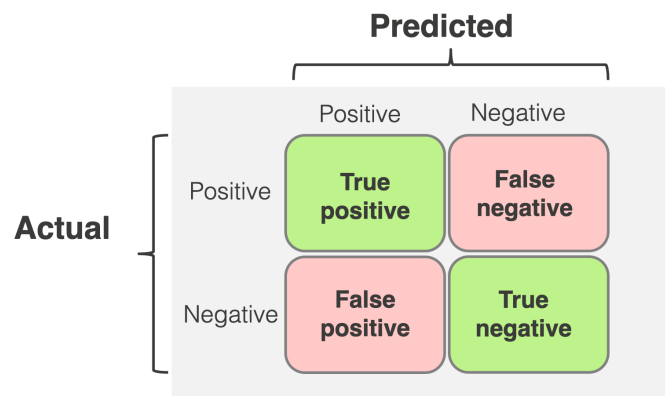 Predicted
Positive Negative
Positive
True
positive
False
negative
Actual
Negative
False
positive
True
negative